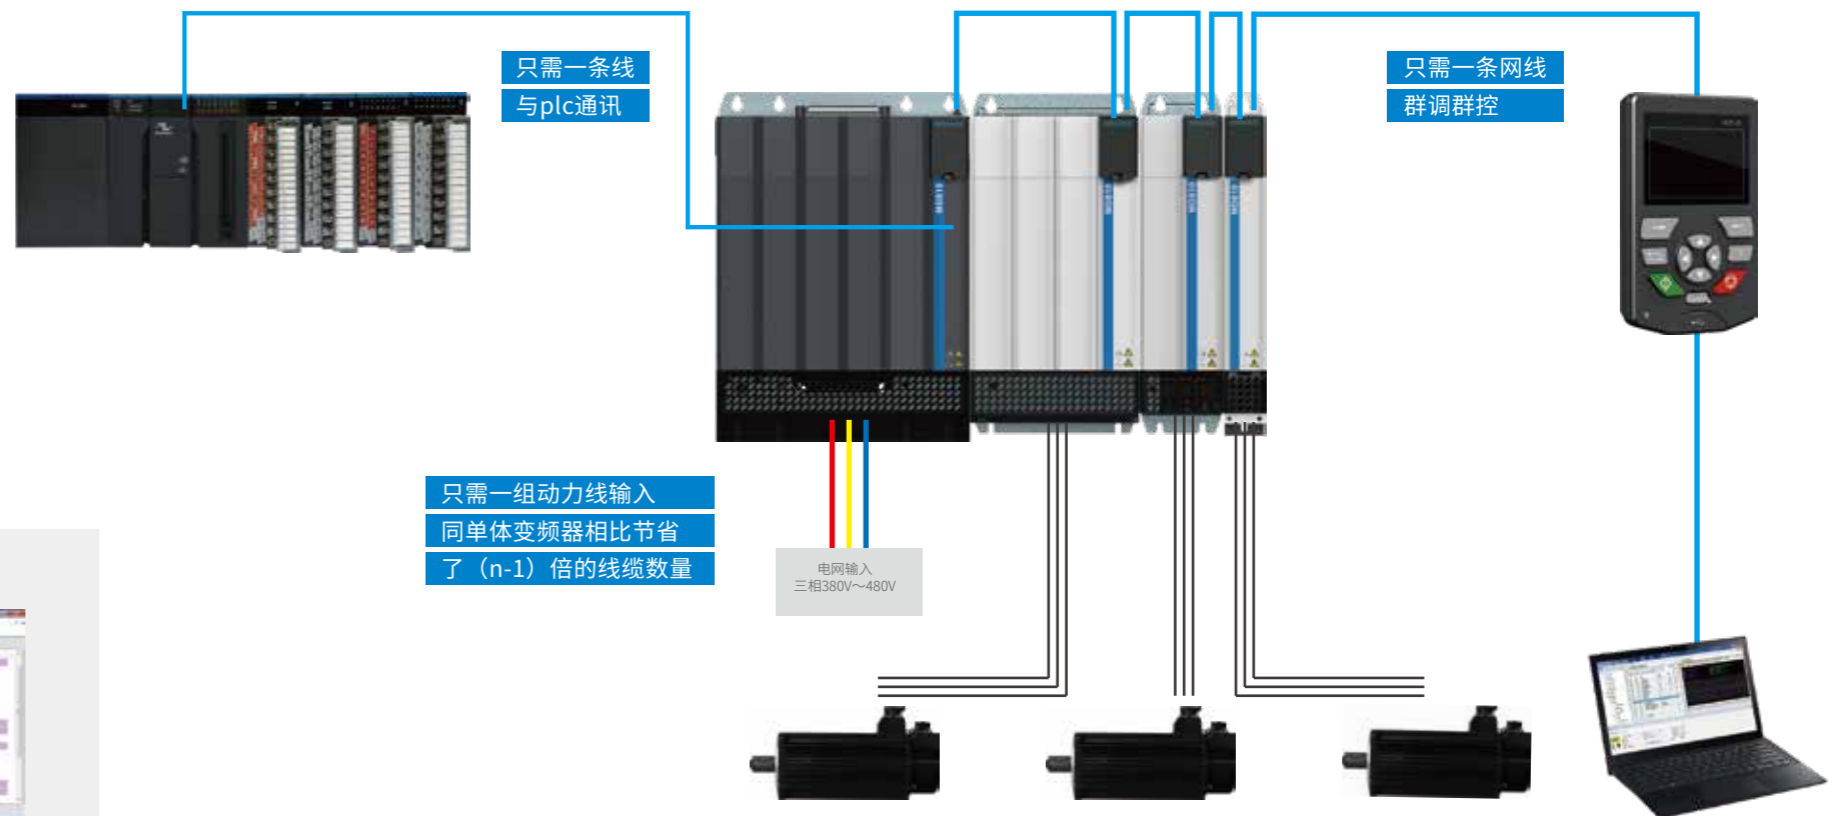 只需一条线
与plc通讯
只需一条网线
群调群控
只需一组动力线输入
同单体变频器相比节省
了（n-1）倍的线缆数量
电网输入
三相380V～480V